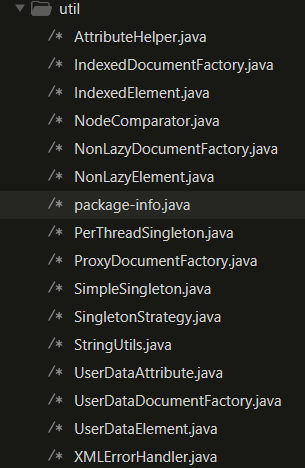 util
/* AttributeHelper.java
/* IndexedDocumentFactory.java
/* IndexedElement.java
/* NodeComparator.java
/* NonLazyDocumentFactory.java
/* NonLazyElement.java
/* package-info.java
/* PerThreadSingleton.java
/* ProxyDocumentFactory.java
/* SimpleSingleton.java
/* SingletonStrategy.java
/* StringUtils.java
/* UserDataAttribute.java
/* UserDataDocumentFactory.java
/* UserDataElement.java
/* XMLErrorHandler.java